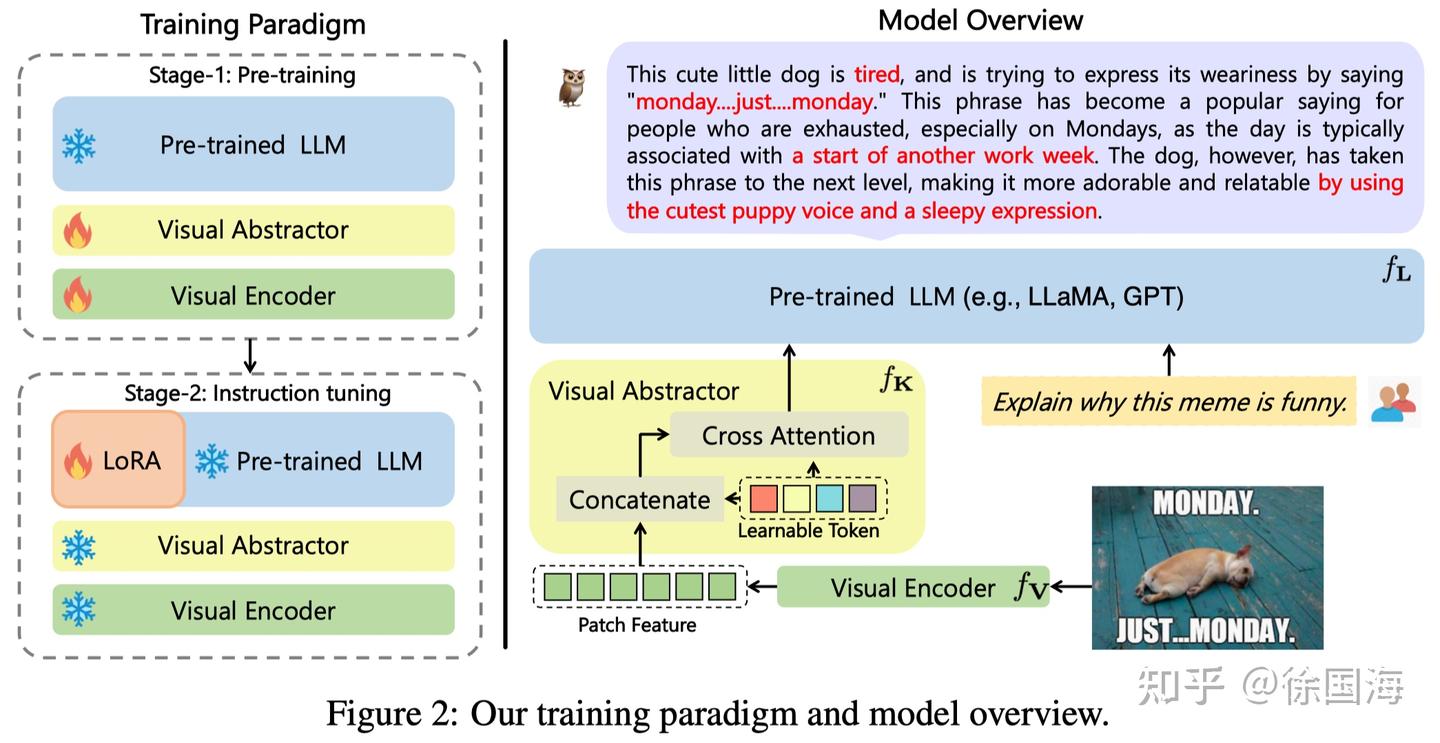 Training Paradigm
Stage-1: Pre-training
Pre-trained LLM
Visual Abstractor
Visual Encoder
Stage-2: Instruction tuning
LoRA
Pre-trained LLM
Visual Abstractor
Visual Encoder
Model Overview
This cute little dog is tired, and is trying to express its weariness by saying
"monday....just....monday." This phrase has become a popular saying for
people who are exhausted, especially on Mondays, as the day is typically
associated with a start of another work week. The dog, however, has taken
this phrase to the next level, making it more adorable and relatable by using
the cutest puppy voice and a sleepy expression.
f_L
Pre-trained LLM (e.g., LLaMA, GPT)
Visual Abstractor
f_K
Cross Attention
Concatenate
Learnable Token
Explain why this meme is funny.
Patch Feature
Visual Encoder f_V
MONDAY.
JUST...MONDAY.
知乎 @徐国海
Figure 2: Our training paradigm and model overview.